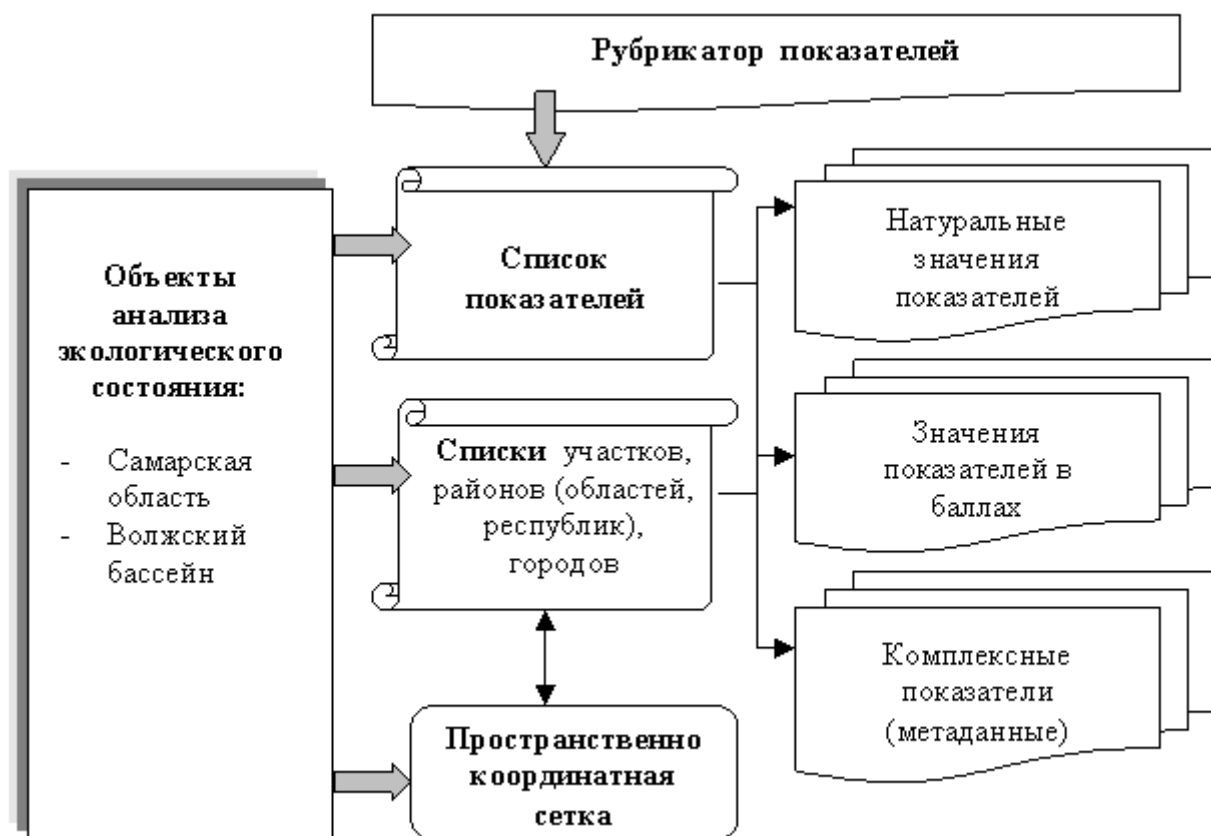 Рубрикатор показателей
Объекты
анализа
экологического
состояния:
- Самарская
область
- Волжский
бассейн
Список
показателей
Списки участков,
районов (областей,
республик),
городов
Пространственно
координатная
сетка
Натуральные
значения
показателей
Значения
показателей в
баллах
Комплексные
показатели
(метаданные)